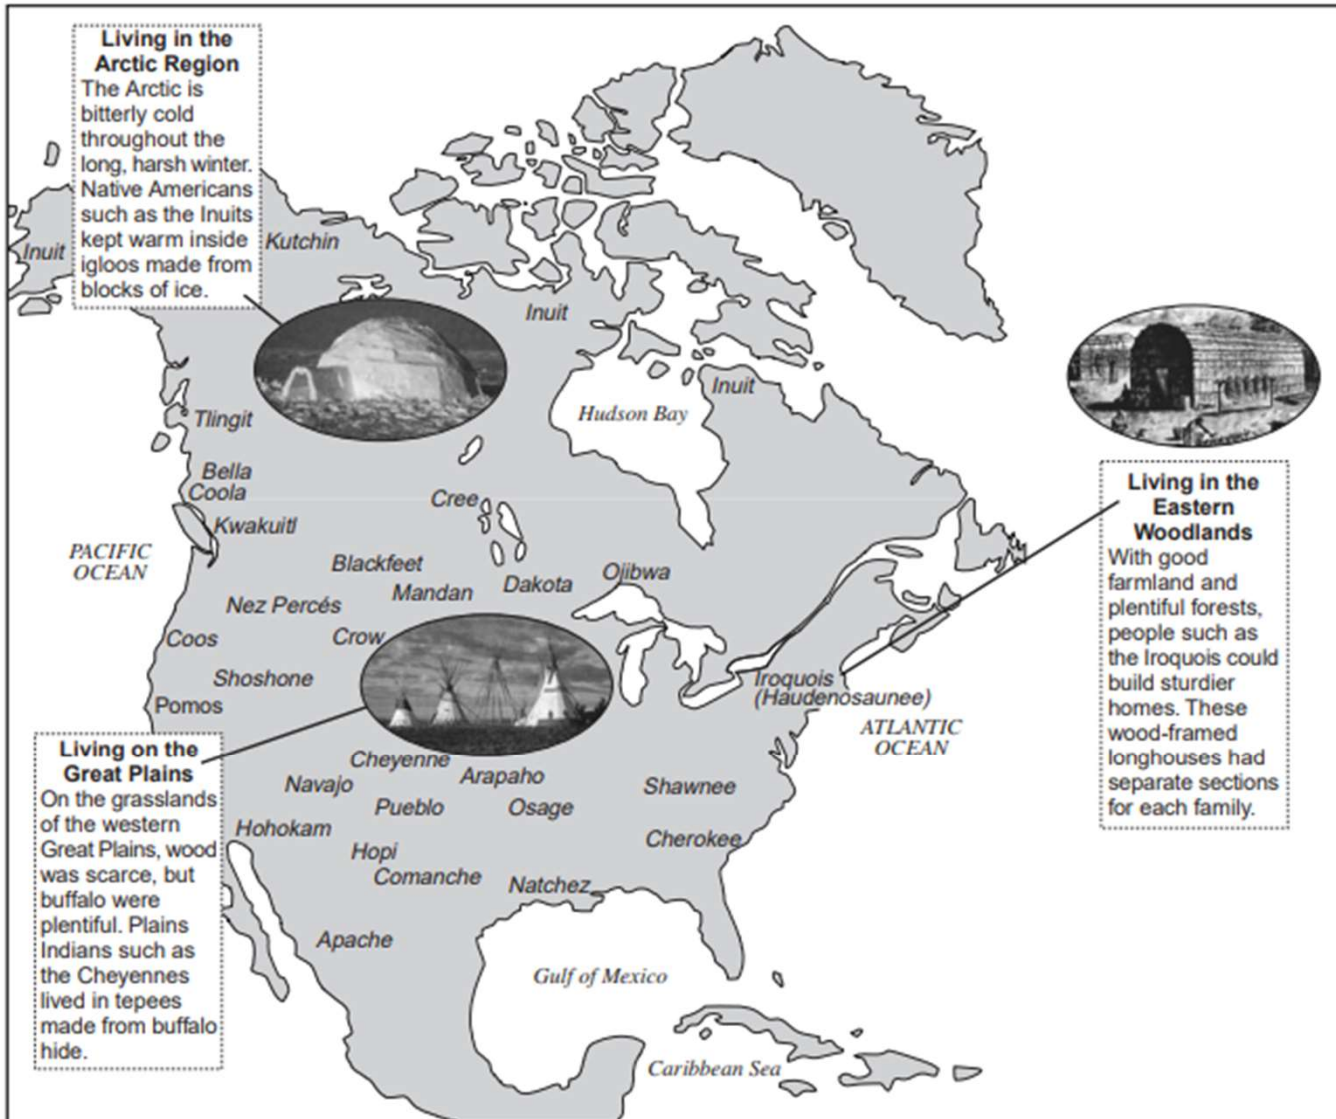 Living in the
Arctic Region
The Arctic is
bitterly cold
throughout the
long, harsh winter.
Native Americans
such as the Inuits
kept warm inside
igloos made from
blocks of ice.
Inuit
Kutchin
Inuit
Inuit
Hudson Bay
Tlingit
Bella
Coola
Kwakuitl
Cree
PACIFIC
OCEAN
Blackfeet
Mandan
Dakota
Ojibwa
Nez Percés
Coos
Crow
Shoshone
Pomos
Iroquois
(Haudenosaunee)
ATLANTIC
OCEAN
Living in the
Eastern
Woodlands
With good
farmland and
plentiful forests,
people such as
the Iroquois could
build sturdier
homes. These
wood-framed
longhouses had
separate sections
for each family.
Living on the
Great Plains
On the grasslands
of the western
Great Plains, wood
was scarce, but
buffalo were
plentiful. Plains
Indians such as
the Cheyennes
lived in tepees
made from buffalo
hide.
Cheyenne
Navajo
Arapaho
Pueblo
Osage
Shawnee
Hohokam
Hopi
Cherokee
Comanche
Natchez
Apache
Gulf of Mexico
Caribbean Sea